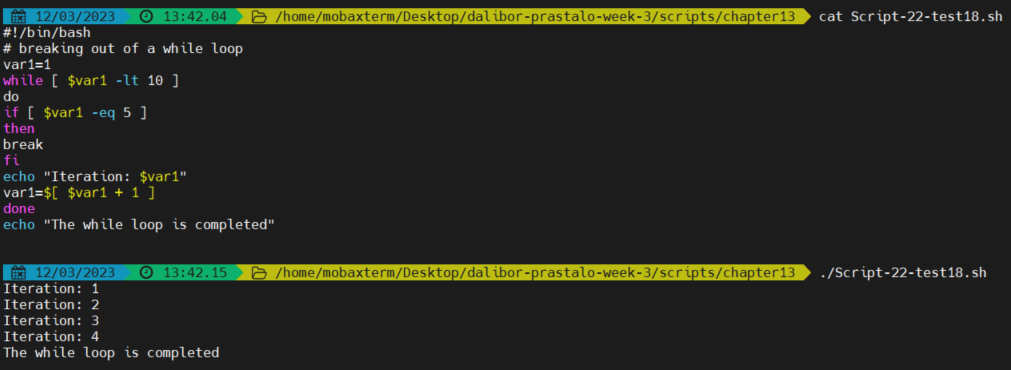 12/03/2023 13:42.04 /home/mobaxterm/Desktop/dalibor-prastalo-week-3/scripts/chapter13 cat Script-22-test18.sh
#!/bin/bash
# breaking out of a while loop
var1=1
while [ $var1 -lt 10 ]
do
if [ $var1 -eq 5 ]
then
break
fi
echo "Iteration: $var1"
var1=$[ $var1 + 1 ]
done
echo "The while loop is completed"
12/03/2023 13:42.15 /home/mobaxterm/Desktop/dalibor-prastalo-week-3/scripts/chapter13 ./Script-22-test18.sh
Iteration: 1
Iteration: 2
Iteration: 3
Iteration: 4
The while loop is completed